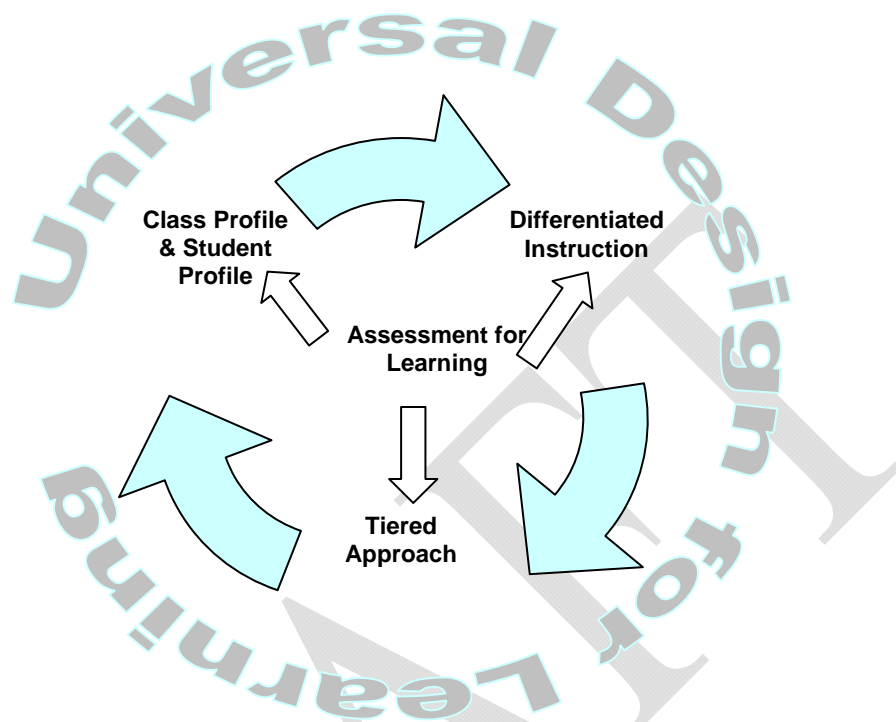 Universal Design for Learning
Class Profile
& Student
Profile
Differentiated
Instruction
Assessment for
Learning
Tiered
Approach